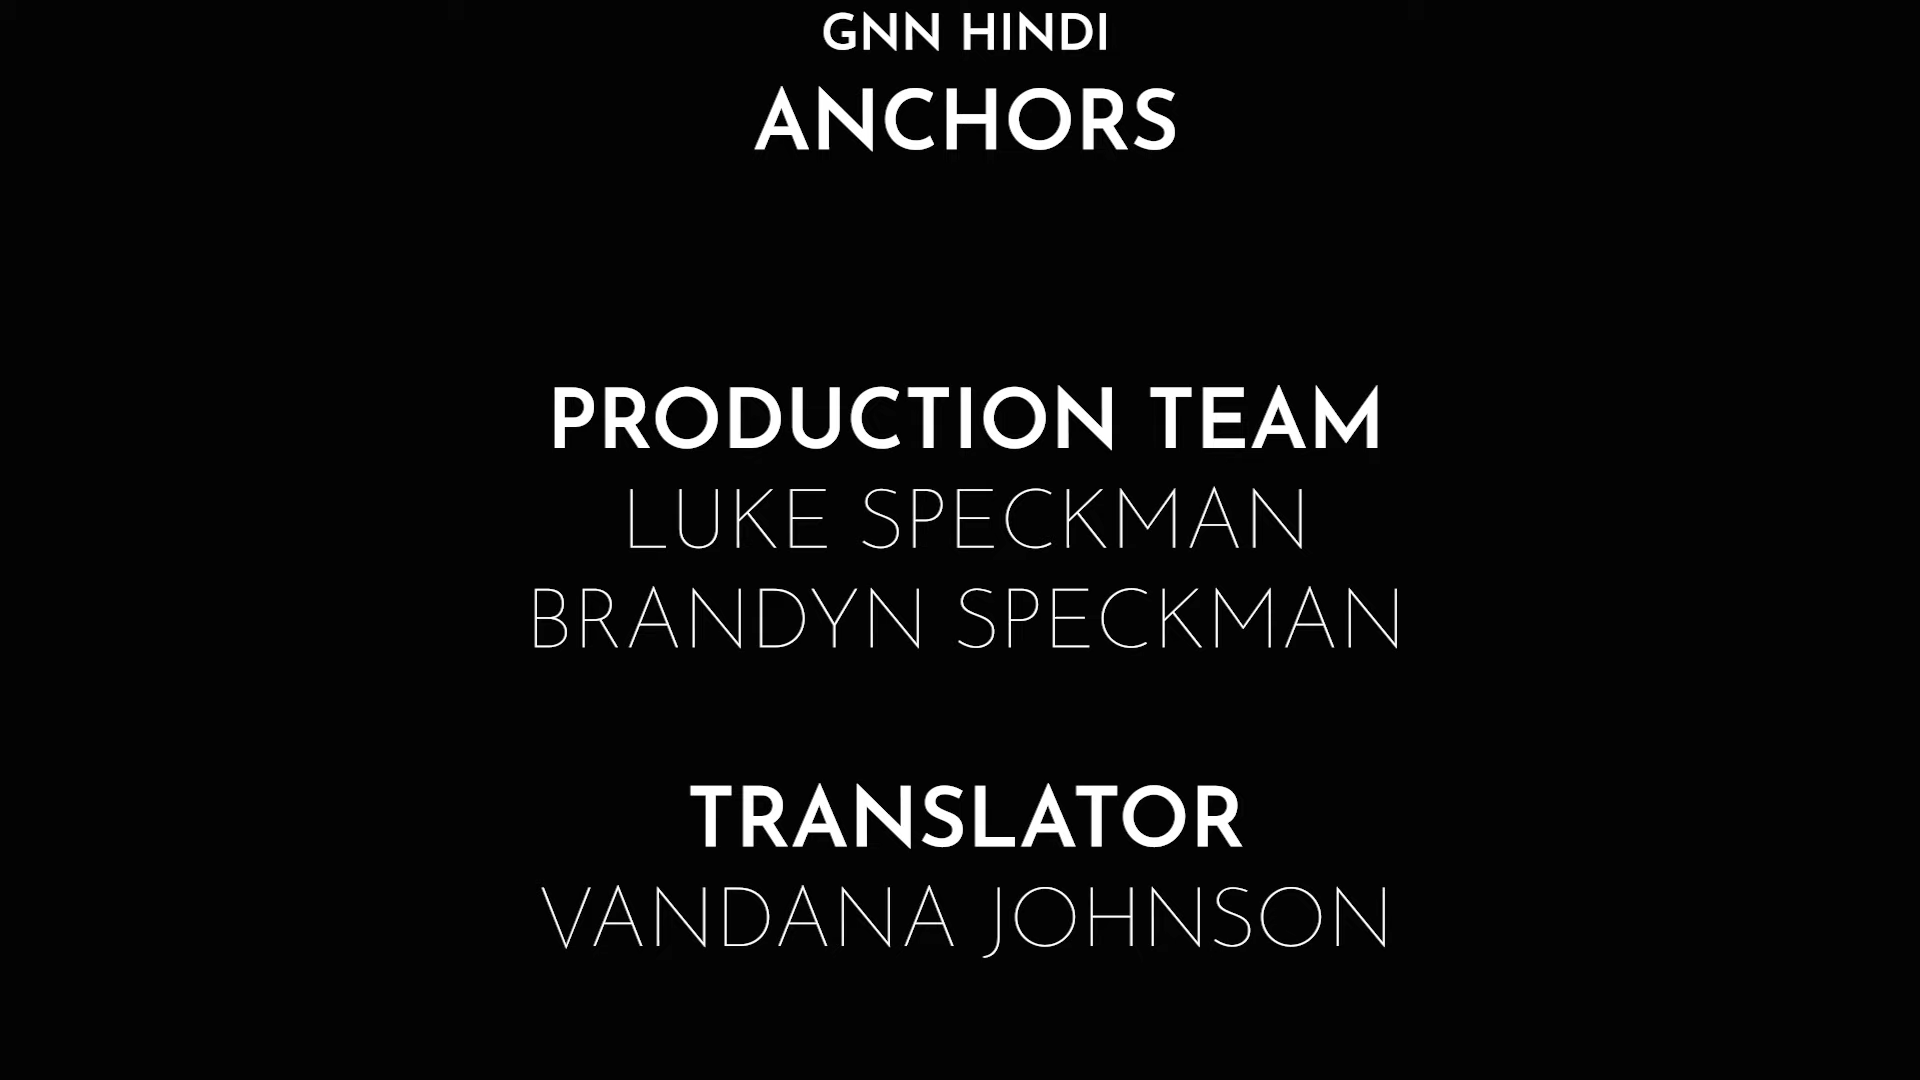 GNN HINDI
ANCHORS
PRODUCTION TEAM
LUKE SPECKMAN
BRANDYN SPECKMAN
TRANSLATOR
VANDANA JOHNSON